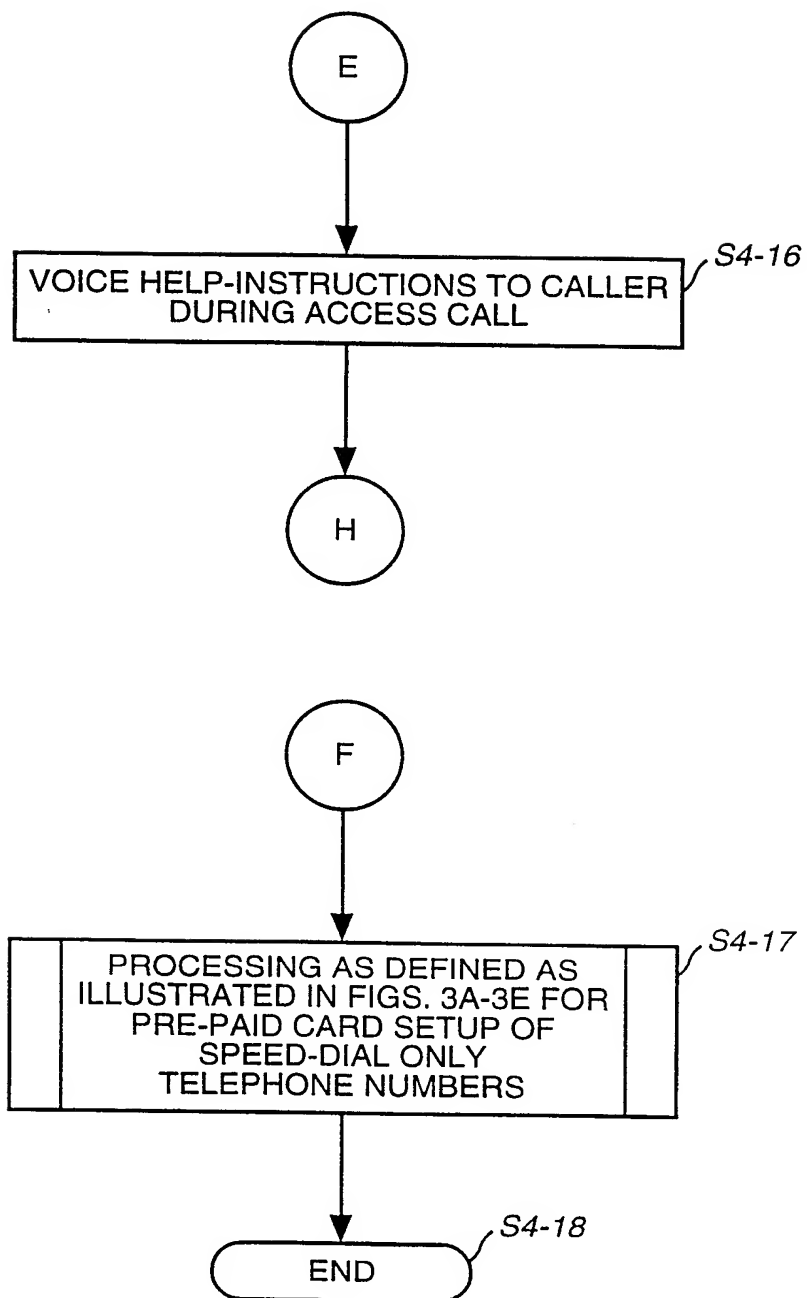 E
S4-16
VOICE HELP-INSTRUCTIONS TO CALLER
DURING ACCESS CALL
H
F
S4-17
PROCESSING AS DEFINED AS
ILLUSTRATED IN FIGS. 3A-3E FOR
PRE-PAID CARD SETUP OF
SPEED-DIAL ONLY
TELEPHONE NUMBERS
S4-18
END